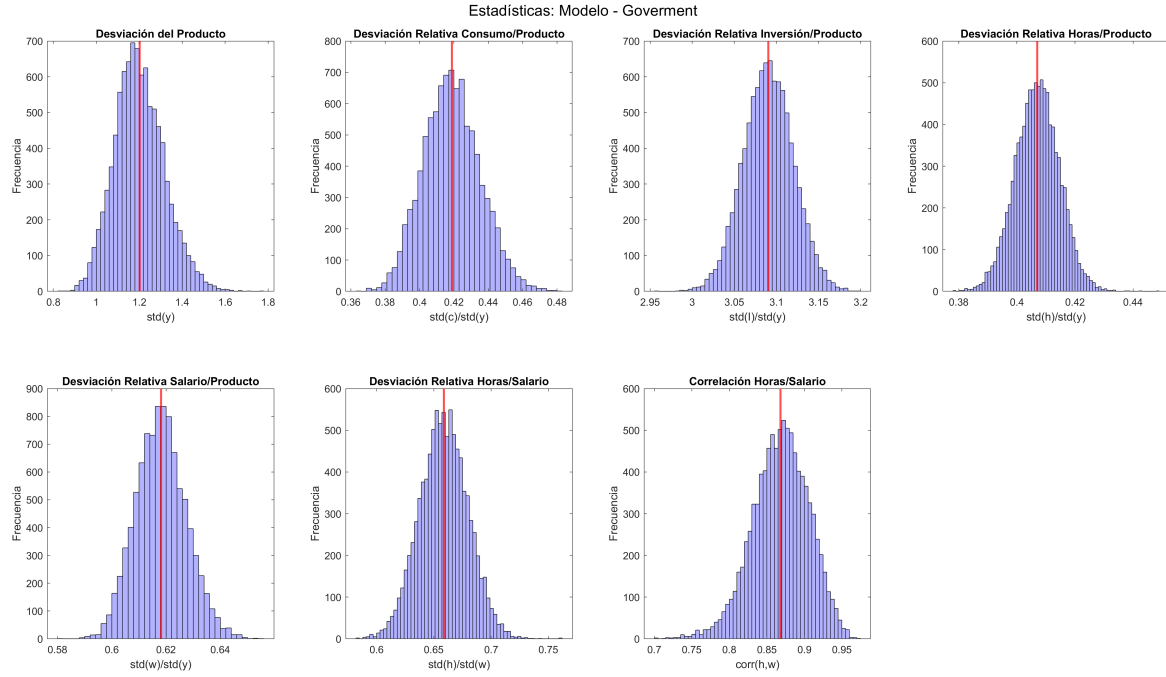 Estadísticas: Modelo - Goverment
Desviación del Producto
700
600
500
400
300
200
100
0
Frecuencia
0.8 1 1.2 1.4 1.6 1.8
std(y)
Desviación Relativa Consumo/Producto
800
700
600
500
400
300
200
100
0
Frecuencia
0.36 0.38 0.4 0.42 0.44 0.46 0.48
std(c)/std(y)
Desviación Relativa Inversión/Producto
700
600
500
400
300
200
100
0
Frecuencia
2.95 3 3.05 3.1 3.15 3.2
std(I)/std(y)
Desviación Relativa Horas/Producto
600
500
400
300
200
100
0
Frecuencia
0.38 0.4 0.42 0.44
std(h)/std(y)
Desviación Relativa Salario/Producto
900
800
700
600
500
400
300
200
100
0
Frecuencia
0.58 0.6 0.62 0.64
std(w)/std(y)
Desviación Relativa Horas/Salario
600
500
400
300
200
100
0
Frecuencia
0.6 0.65 0.7 0.75
std(h)/std(w)
Correlación Horas/Salario
600
500
400
300
200
100
0
Frecuencia
0.7 0.75 0.8 0.85 0.9 0.95
corr(h,w)